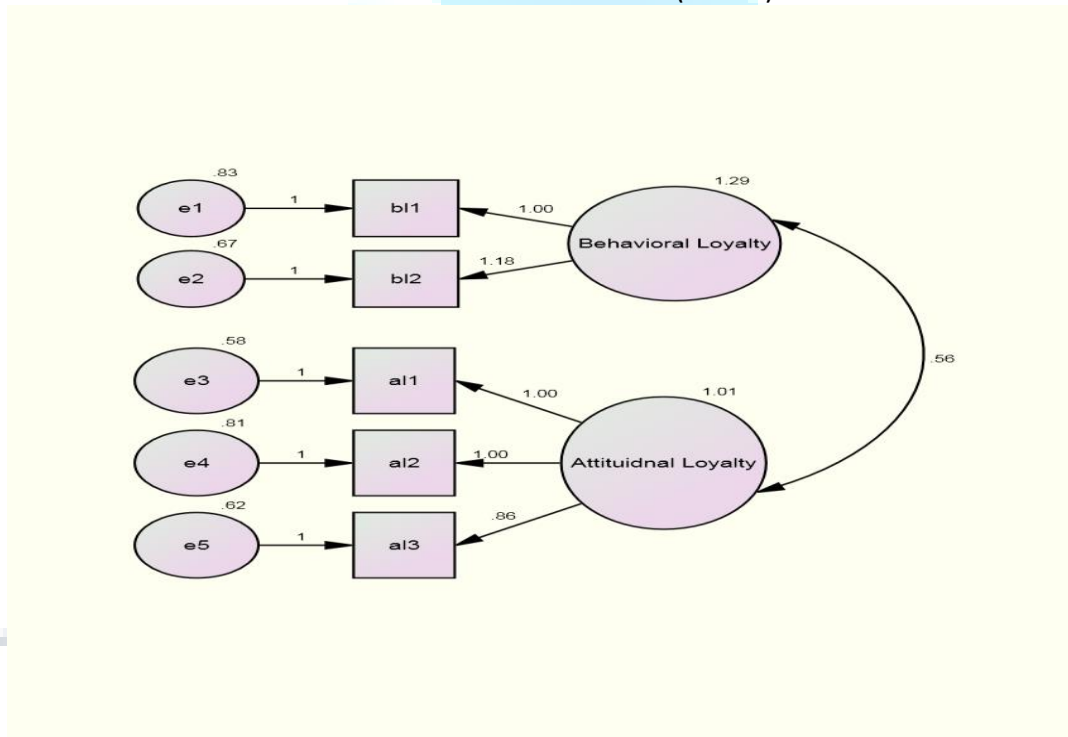 .83
1.29
e1
1
bl1
1.00
.67
Behavioral Loyalty
e2
1
bl2
1.18
.58
.56
e3
1
al1
1.00
1.01
.81
e4
1
al2
1.00
Attituidnal Loyalty
.62
.86
e5
1
al3